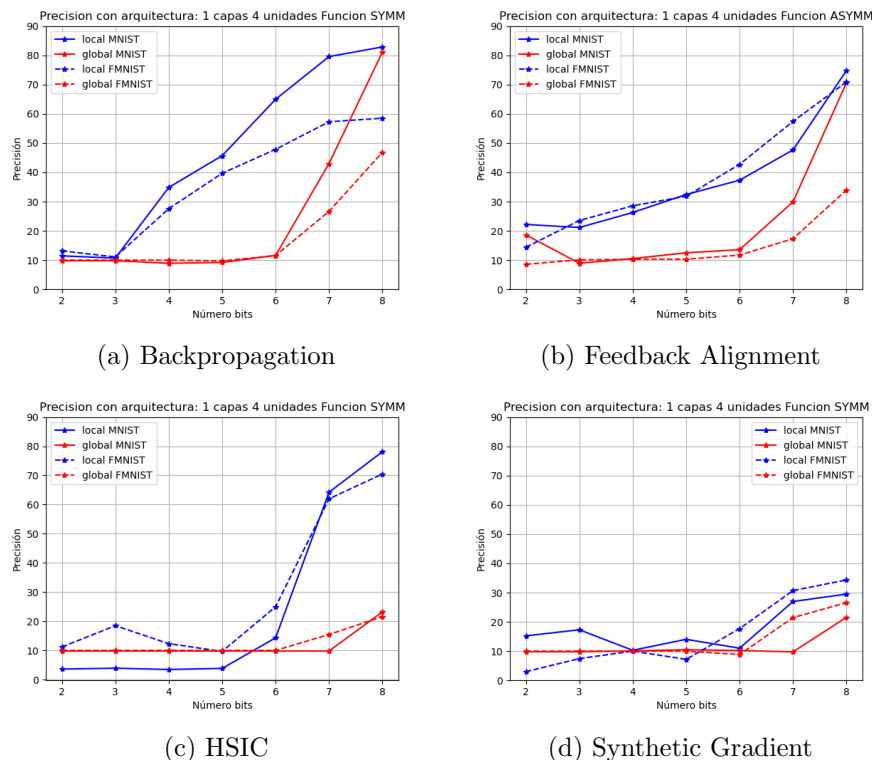 Precision con arquitectura: 1 capas 4 unidades Funcion SYMM
90
80
70
60
50
40
30
20
10
0
Precisión
local MNIST
global MNIST
local FMNIST
global FMNIST
2 3 4 5 6 7 8
Número bits
(a) Backpropagation
Precision con arquitectura: 1 capas 4 unidades Funcion ASYMM
90
80
70
60
50
40
30
20
10
0
Precisión
local MNIST
global MNIST
local FMNIST
global FMNIST
2 3 4 5 6 7 8
Número bits
(b) Feedback Alignment
Precision con arquitectura: 1 capas 4 unidades Funcion SYMM
90
80
70
60
50
40
30
20
10
0
Precisión
local MNIST
global MNIST
local FMNIST
global FMNIST
2 3 4 5 6 7 8
Número bits
(c) HSIC
Precision con arquitectura: 1 capas 4 unidades Funcion SYMM
90
80
70
60
50
40
30
20
10
0
Precisión
local MNIST
global MNIST
local FMNIST
global FMNIST
2 3 4 5 6 7 8
Número bits
(d) Synthetic Gradient